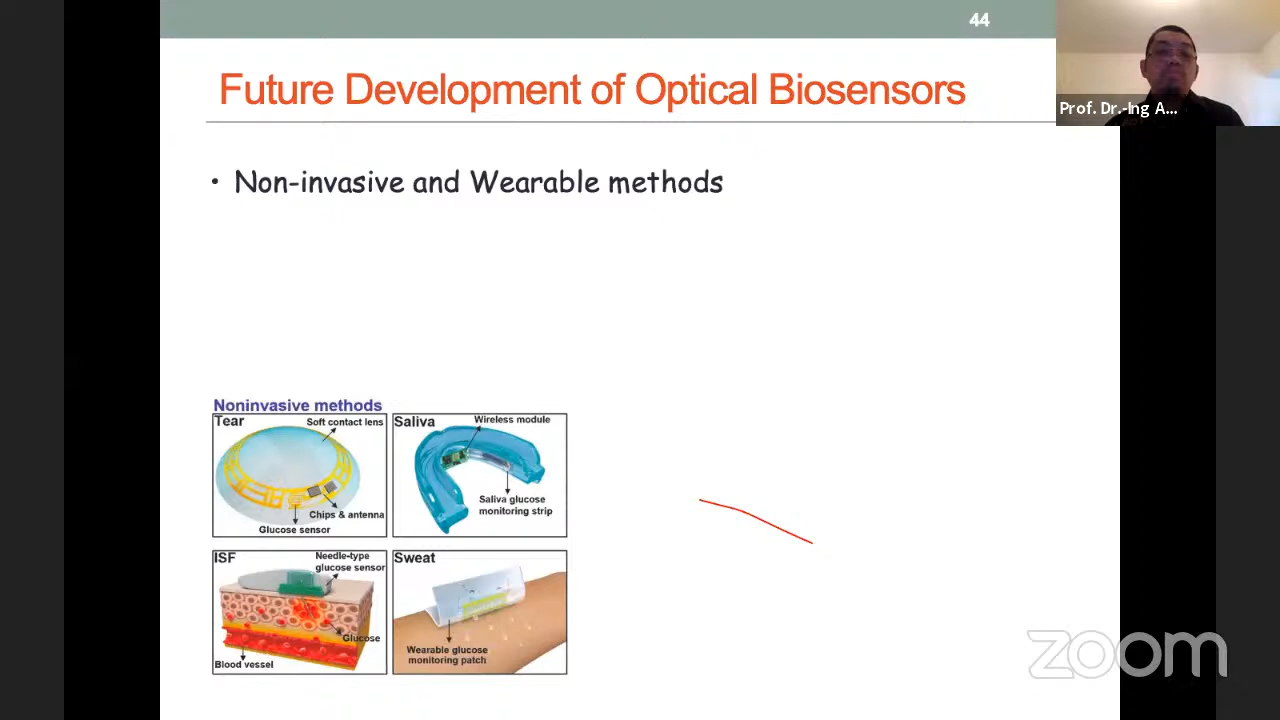 44
Prof. Dr.-Ing A...
Future Development of Optical Biosensors
• Non-invasive and Wearable methods
Noninvasive methods
Tear
Soft contact lens
Chips & antenna
Glucose sensor
Saliva
Wireless module
Saliva glucose
monitoring strip
ISF
Needle-type
glucose sensor
Glucose
Blood vessel
Sweat
Wearable glucose
monitoring patch
zoom